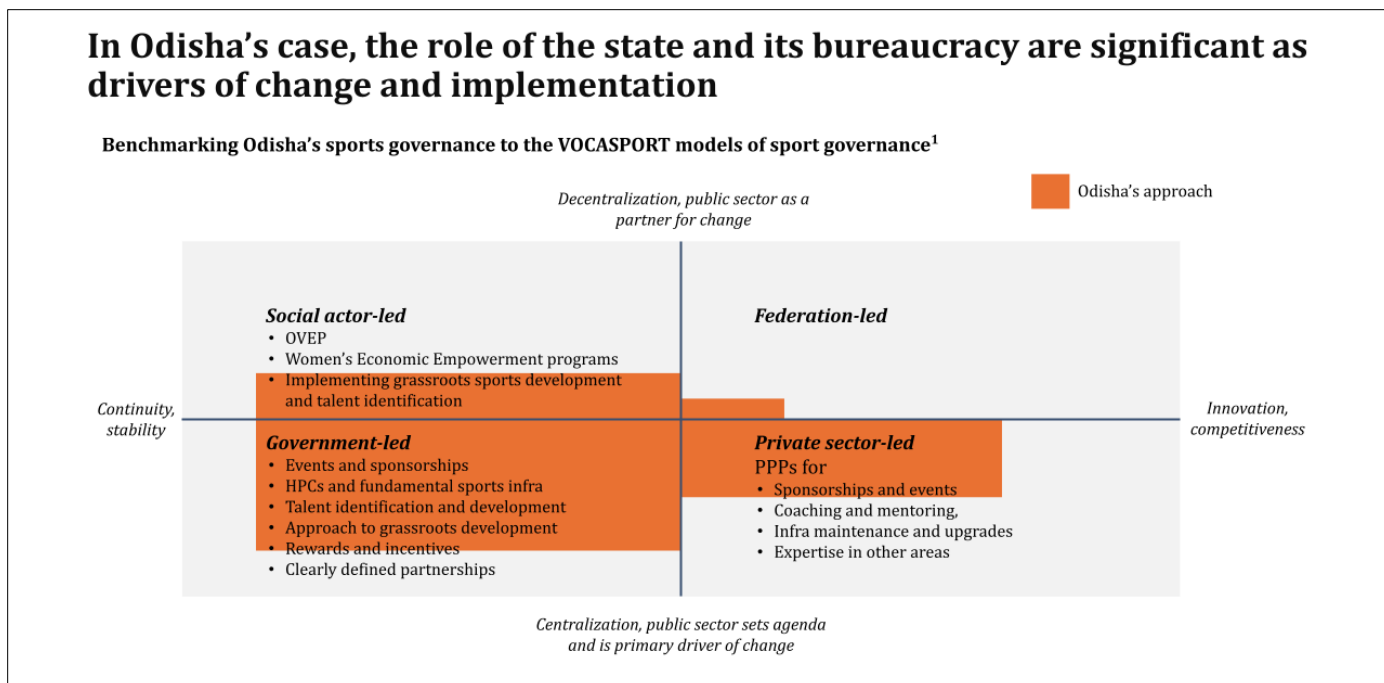 In Odisha’s case, the role of the state and its bureaucracy are significant as
drivers of change and implementation
Benchmarking Odisha’s sports governance to the VOCASPORT models of sport governance¹
Odisha’s approach
Decentralization, public sector as a
partner for change
Social actor-led
• OVEP
• Women’s Economic Empowerment programs
• Implementing grassroots sports development
and talent identification
Federation-led
Continuity,
stability
Innovation,
competitiveness
Government-led
• Events and sponsorships
• HPCs and fundamental sports infra
• Talent identification and development
• Approach to grassroots development
• Rewards and incentives
• Clearly defined partnerships
Private sector-led
PPPs for
• Sponsorships and events
• Coaching and mentoring,
• Infra maintenance and upgrades
• Expertise in other areas
Centralization, public sector sets agenda
and is primary driver of change